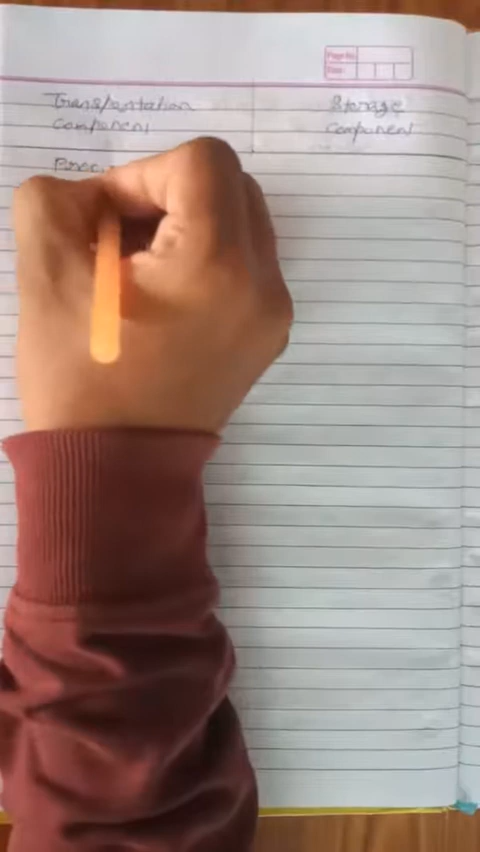 Page No.
Date:
Transportation
component
Storage
component